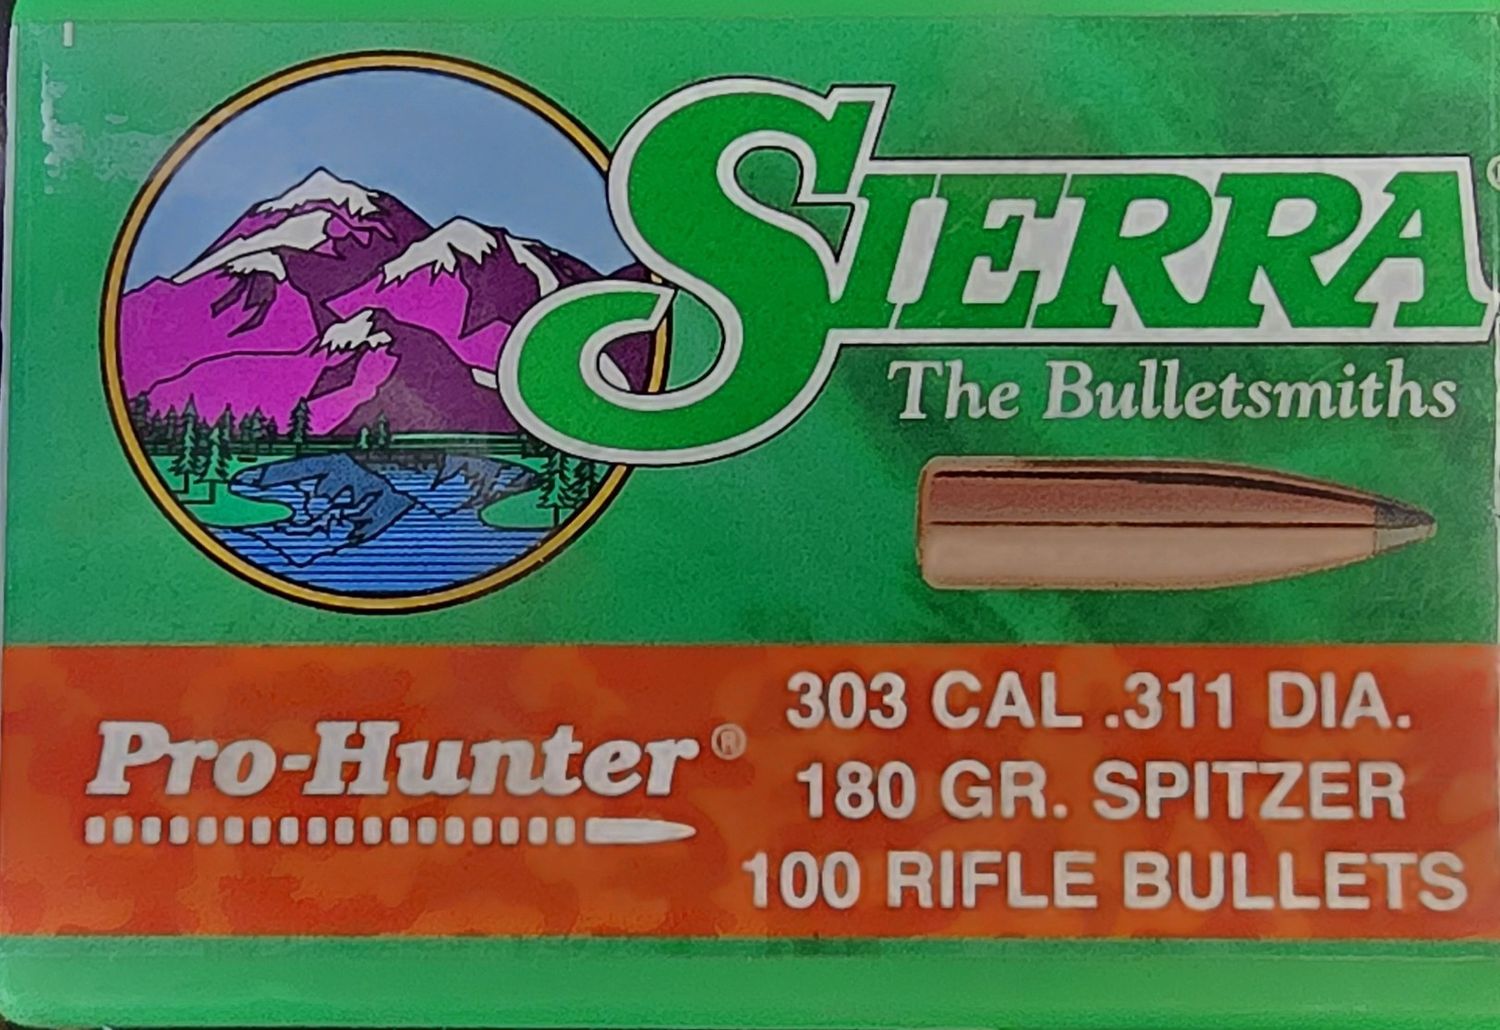 SIERRA
The Bulletsmiths
Pro-Hunter®
303 CAL .311 DIA.
180 GR. SPITZER
100 RIFLE BULLETS